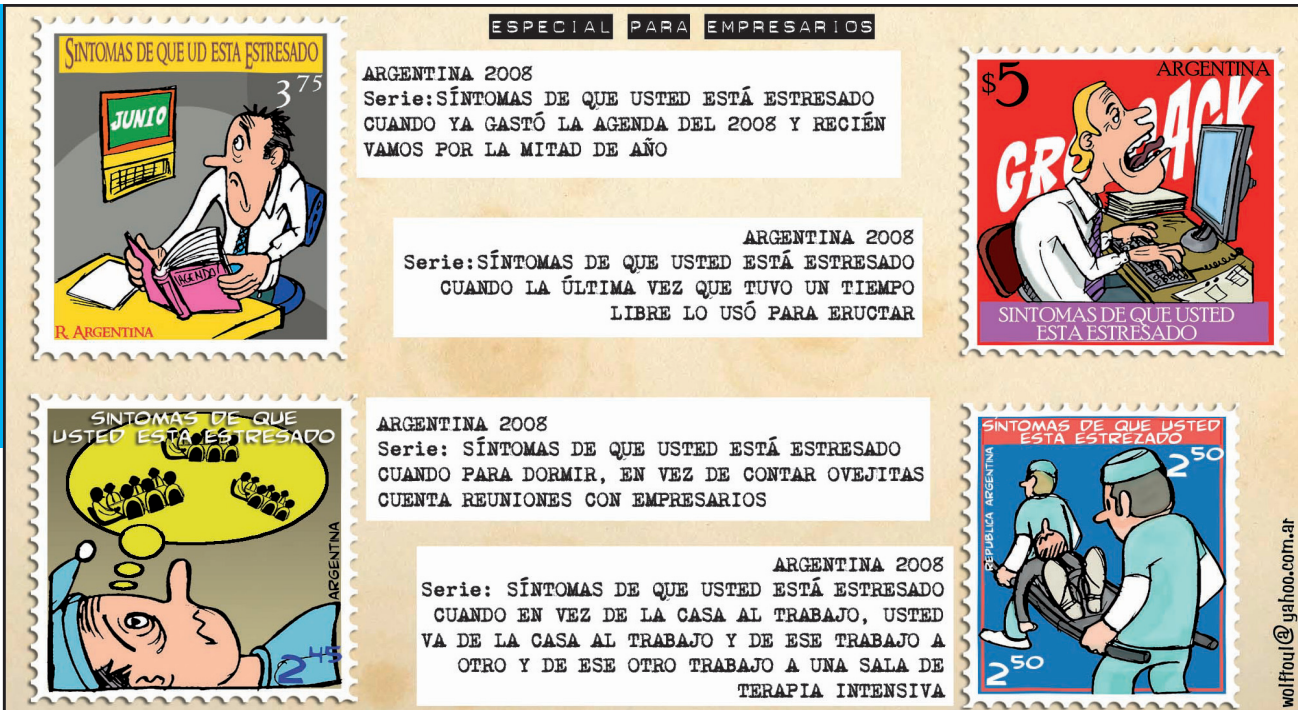 ESPECIAL PARA EMPRESARIOS
SINTOMAS DE QUE UD ESTA ESTRESADO
3 75
JUNIO
AGENDA
R. ARGENTINA
ARGENTINA 2008
Serie:SÍNTOMAS DE QUE USTED ESTÁ ESTRESADO
CUANDO YA GASTÓ LA AGENDA DEL 2008 Y RECIÉN
VAMOS POR LA MITAD DE AÑO
$5
ARGENTINA
SINTOMAS DE QUE USTED
ESTA ESTRESADO
ARGENTINA 2008
Serie:SÍNTOMAS DE QUE USTED ESTÁ ESTRESADO
CUANDO LA ÚLTIMA VEZ QUE TUVO UN TIEMPO
LIBRE LO USÓ PARA ERUCTAR
SINTOMAS DE QUE
USTED ESTA ESTRESADO
ARGENTINA
2 45
ARGENTINA 2008
Serie: SÍNTOMAS DE QUE USTED ESTÁ ESTRESADO
CUANDO PARA DORMIR, EN VEZ DE CONTAR OVEJITAS
CUENTA REUNIONES CON EMPRESARIOS
SÍNTOMAS DE QUE USTED
ESTA ESTREZADO
2 50
REPUBLICA ARGENTINA
2 50
ARGENTINA 2008
Serie: SÍNTOMAS DE QUE USTED ESTÁ ESTRESADO
CUANDO EN VEZ DE LA CASA AL TRABAJO, USTED
VA DE LA CASA AL TRABAJO Y DE ESE TRABAJO A
OTRO Y DE ESE OTRO TRABAJO A UNA SALA DE
TERAPIA INTENSIVA
wolftoul@yahoo.com.ar